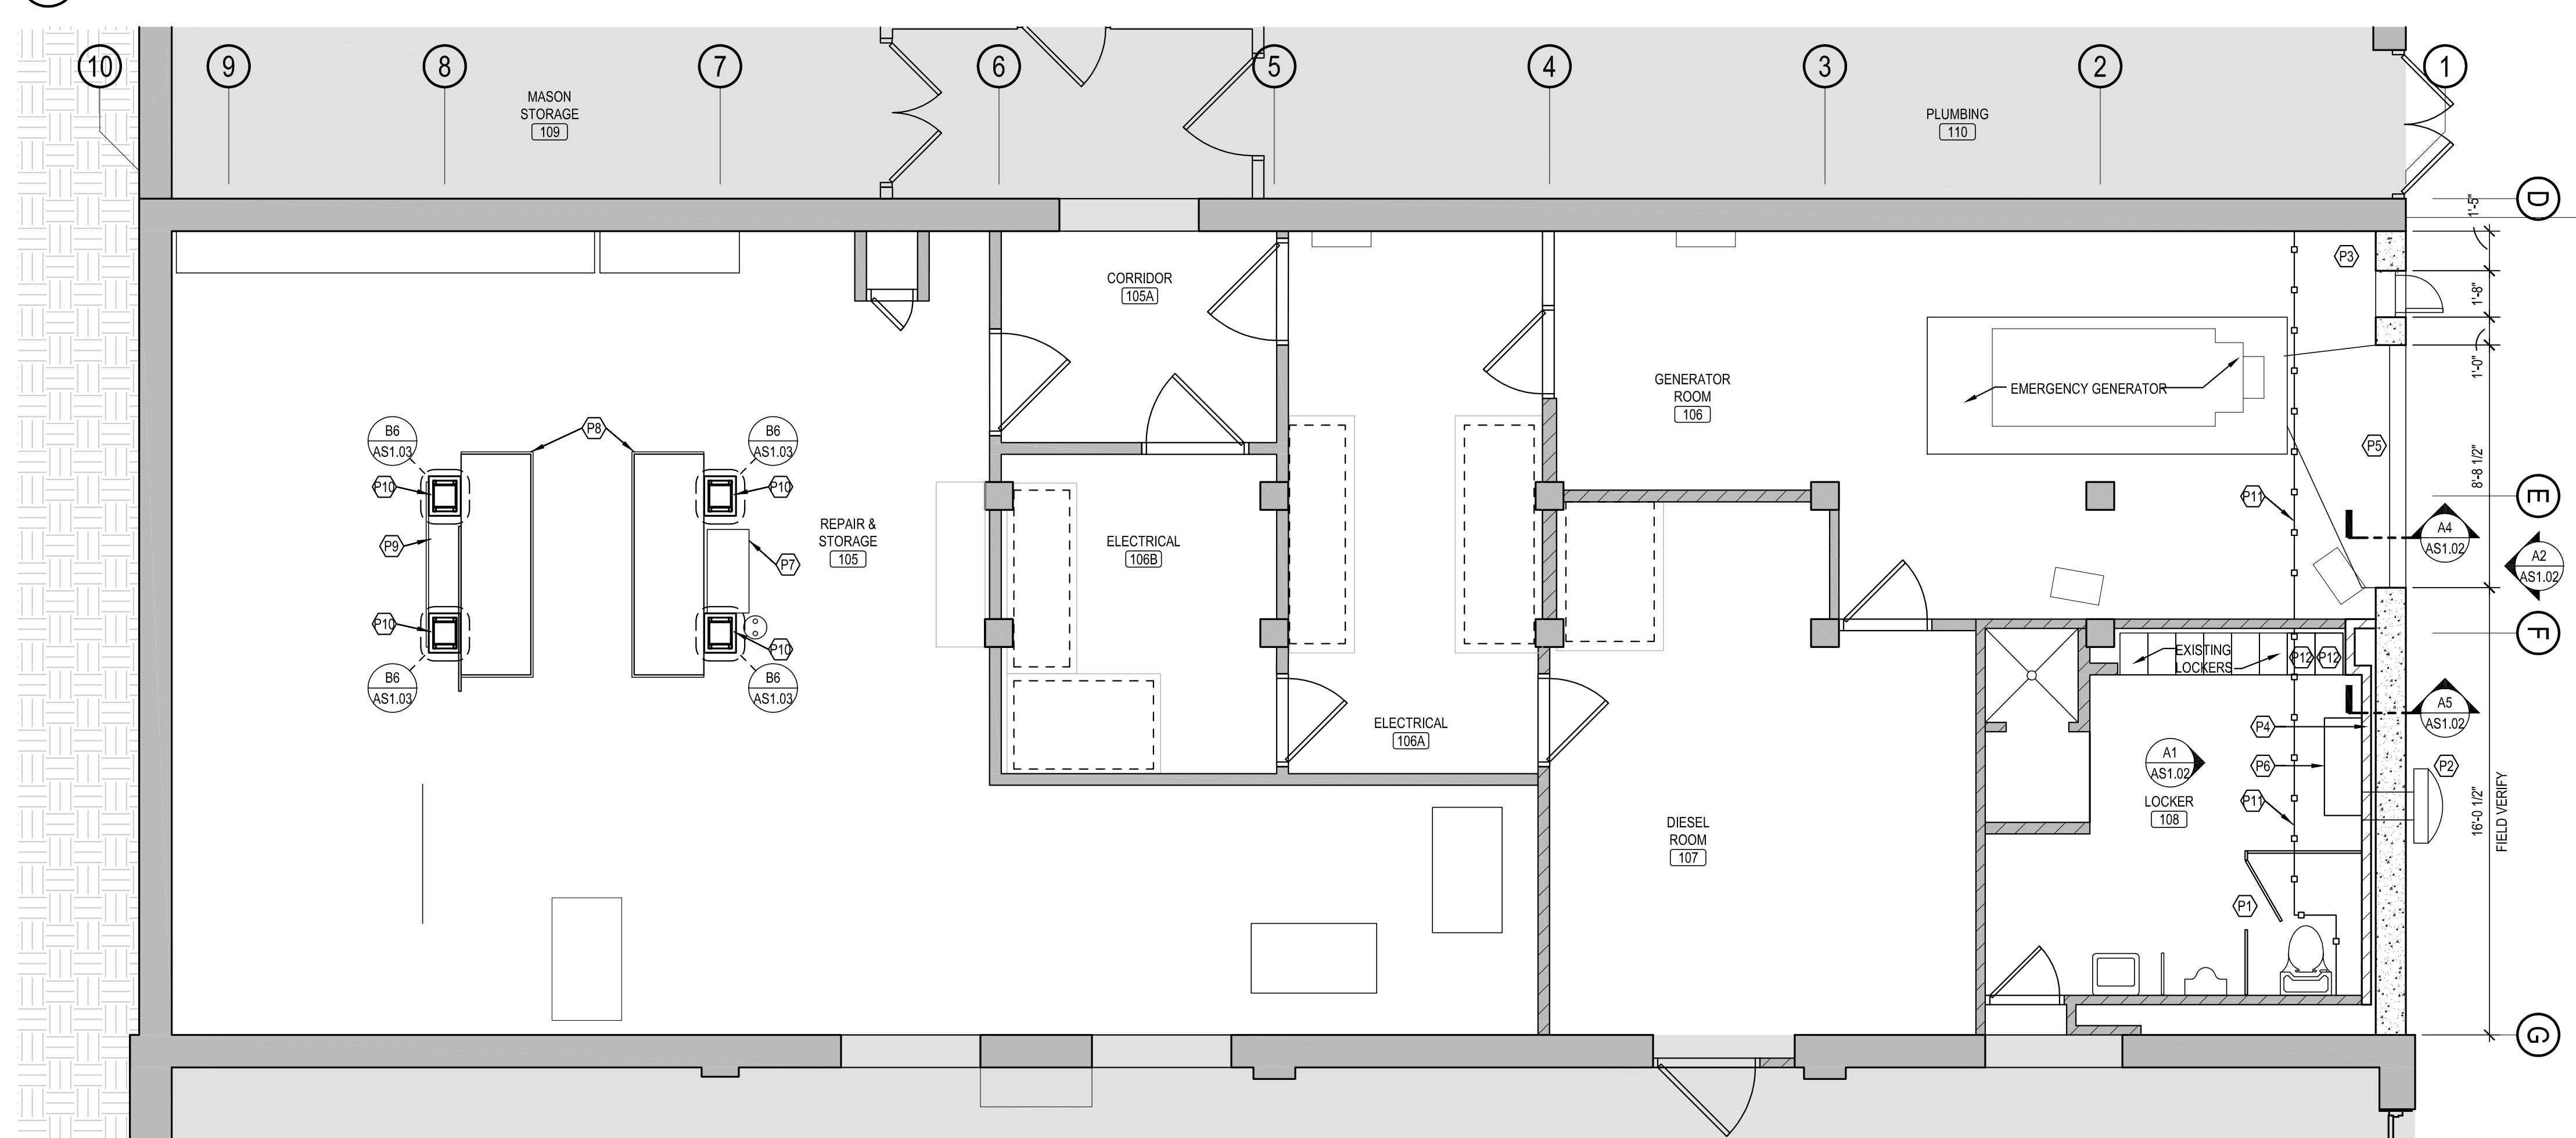 10
9
8
7
6
5
4
3
2
1
MASON
STORAGE
109
PLUMBING
110
D
1'-5"
P3
CORRIDOR
105A
1'-8"
GENERATOR
ROOM
106
EMERGENCY GENERATOR
1'-0"
B6
AS1.03
P8
B6
AS1.03
P5
8'-8 1/2"
P10
P10
P11
E
REPAIR &
STORAGE
105
A4
AS1.02
P9
P7
ELECTRICAL
106B
A2
AS1.02
P10
P10
F
EXISTING
LOCKERS
P12
P12
B6
AS1.03
B6
AS1.03
ELECTRICAL
106A
P4
A5
AS1.02
A1
AS1.02
P6
P2
P11
LOCKER
108
16'-0 1/2"
FIELD VERIFY
DIESEL
ROOM
107
P1
G